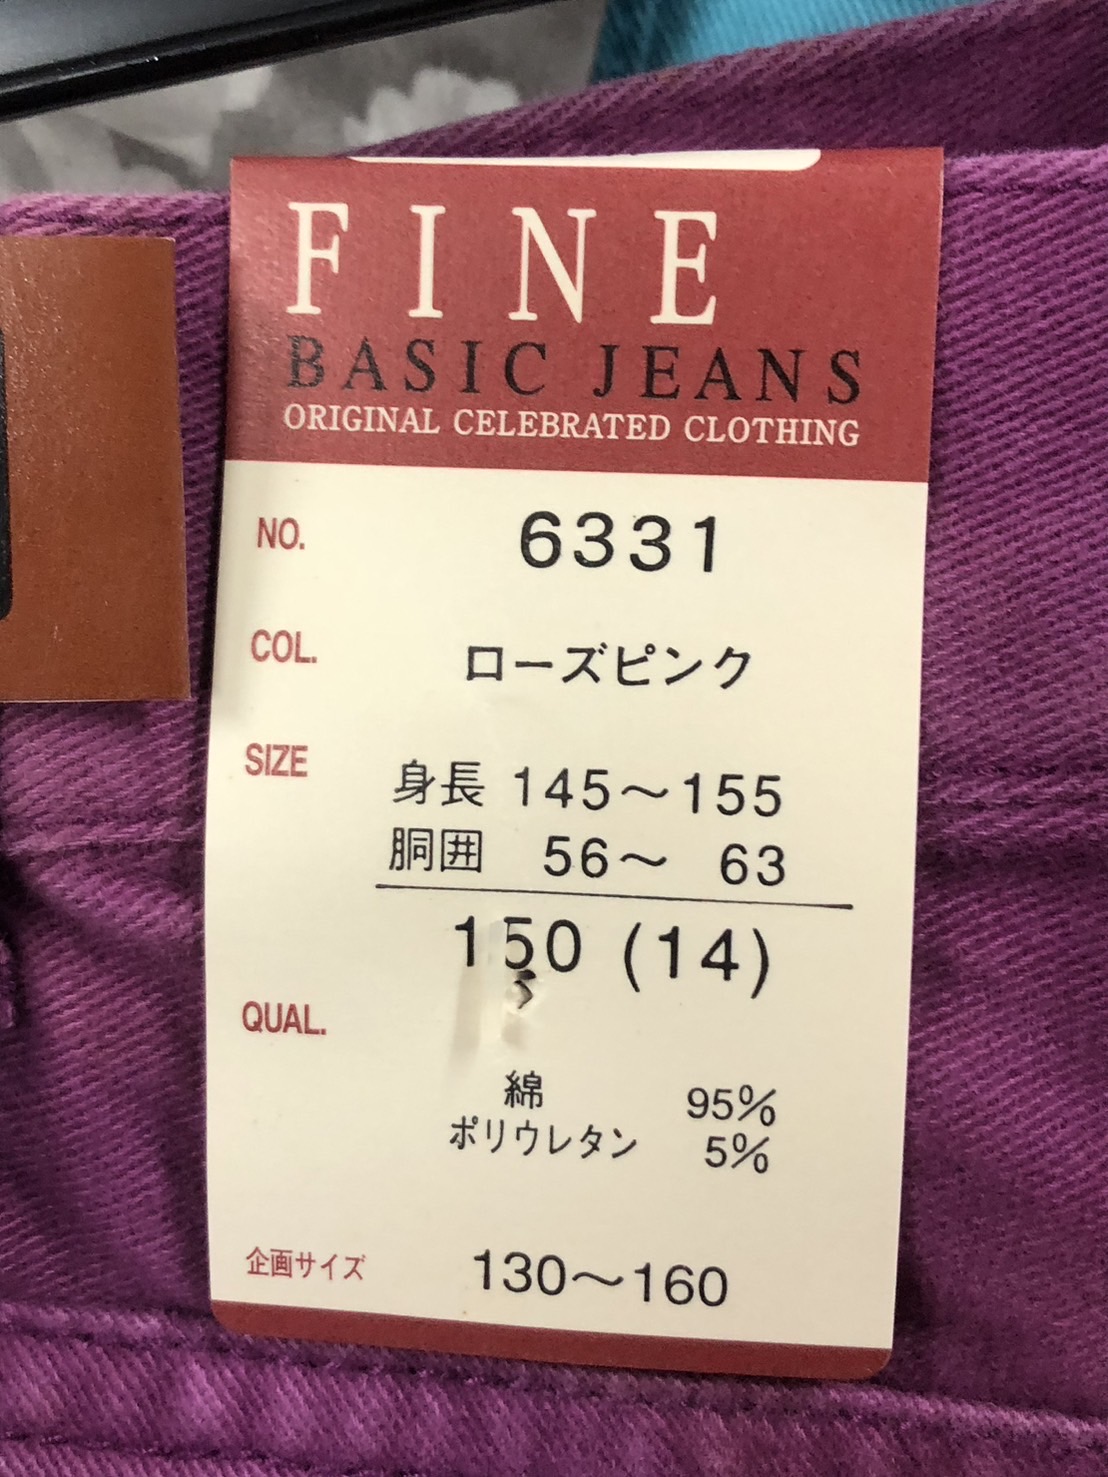 FINE
BASIC JEANS
ORIGINAL CELEBRATED CLOTHING
NO. 6331
COL. ローズピンク
SIZE 身長 145～155
胴囲 56～ 63
150 (14)
QUAL.
綿 95%
ポリウレタン 5%
企画サイズ 130～160